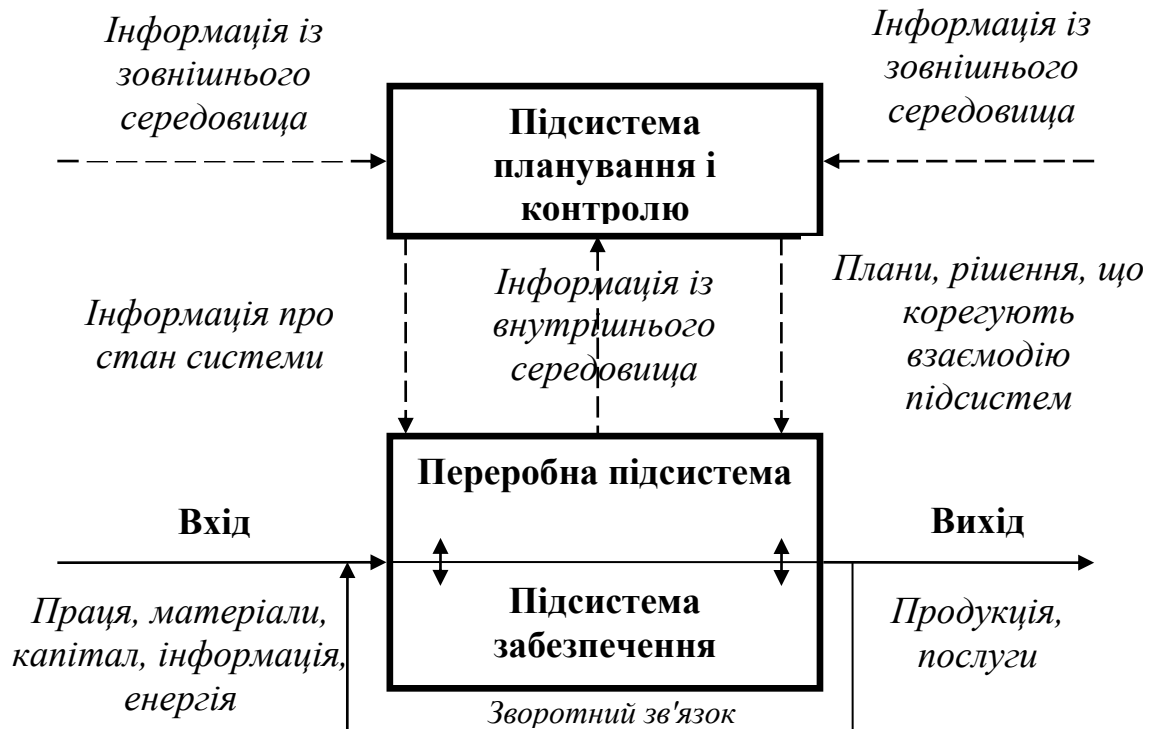 Інформація із
зовнішнього
середовища
Інформація із
зовнішнього
середовища
Підсистема
планування і
контролю
Інформація про
стан системи
Інформація із
внутрішнього
середовища
Плани, рішення, що
корегують
взаємодію
підсистем
Переробна підсистема
Вхід
Вихід
Праця, матеріали,
капітал, інформація,
енергія
Підсистема
забезпечення
Продукція,
послуги
Зворотний зв'язок